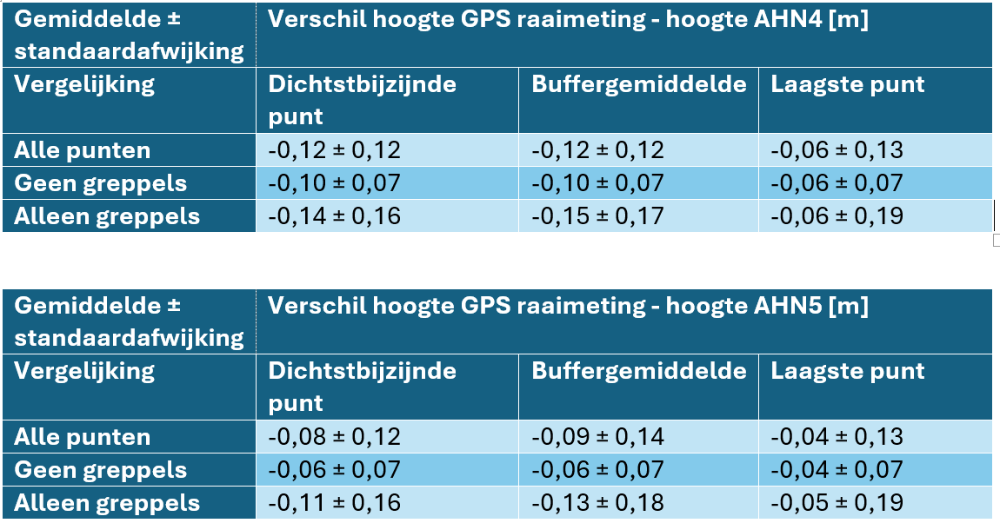 Gemiddelde ± Verschil hoogte GPS raaimeting - hoogte AHN4 [m]
standaardafwijking
Vergelijking Dichtstbijzijnde Buffergemiddelde Laagste punt
punt
Alle punten -0,12 ± 0,12 -0,12 ± 0,12 -0,06 ± 0,13
Geen greppels -0,10 ± 0,07 -0,10 ± 0,07 -0,06 ± 0,07
Alleen greppels -0,14 ± 0,16 -0,15 ± 0,17 -0,06 ± 0,19
Gemiddelde ± Verschil hoogte GPS raaimeting - hoogte AHN5 [m]
standaardafwijking
Vergelijking Dichtstbijzijnde Buffergemiddelde Laagste punt
punt
Alle punten -0,08 ± 0,12 -0,09 ± 0,14 -0,04 ± 0,13
Geen greppels -0,06 ± 0,07 -0,06 ± 0,07 -0,04 ± 0,07
Alleen greppels -0,11 ± 0,16 -0,13 ± 0,18 -0,05 ± 0,19